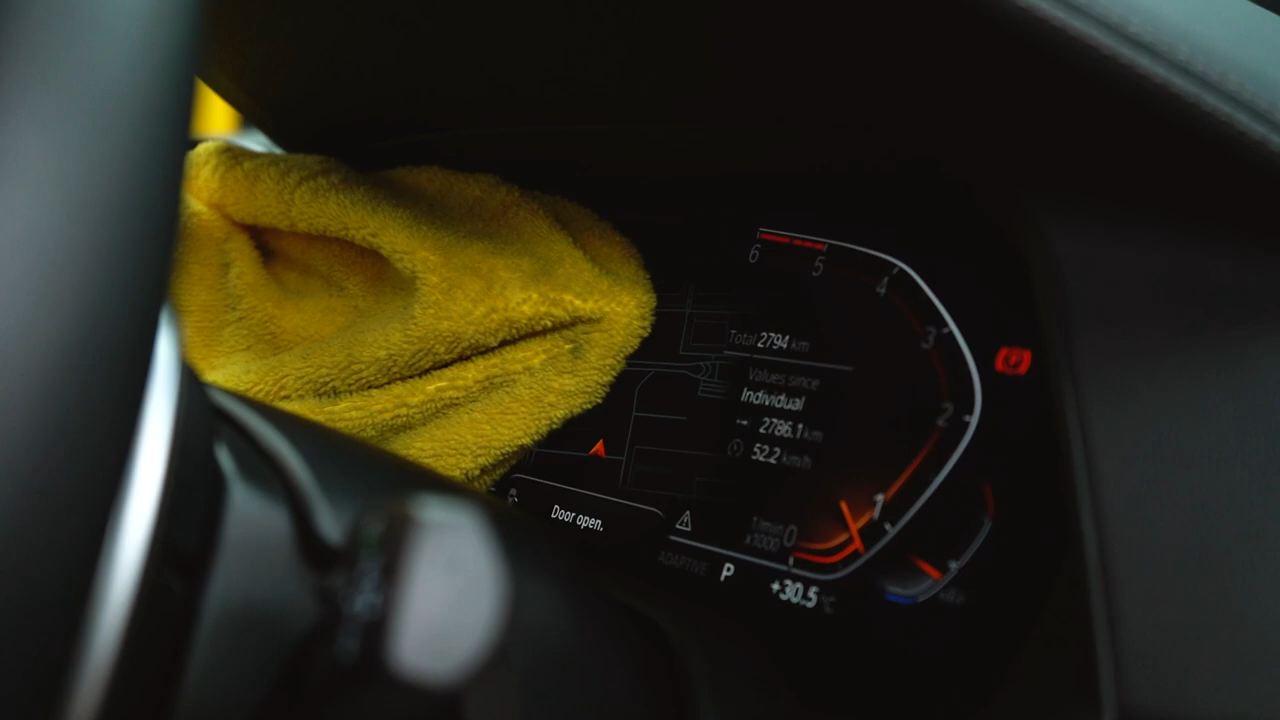 6
5
4
3
2
1
0
1/min
x1000
Total 2794 km
Values since
Individual
2786.1 km
52.2 km/h
Door open.
ADAPTIVE P
+30.5 °C